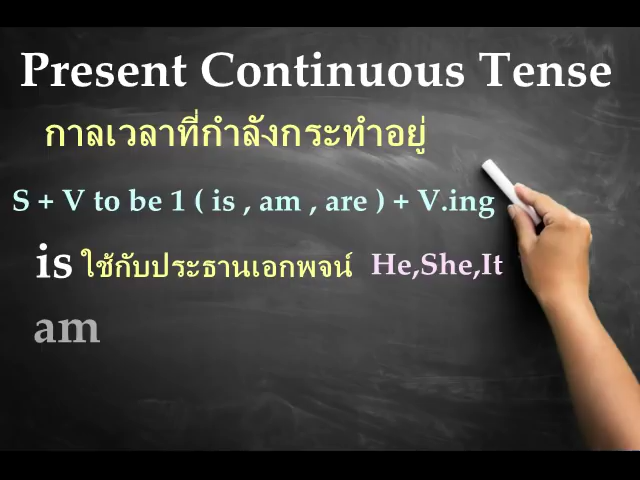 Present Continuous Tense
กาลเวลาที่กำลังกระทำอยู่
S + V to be 1 ( is , am , are ) + V.ing
is ใช้กับประธานเอกพจน์ He,She,It
am